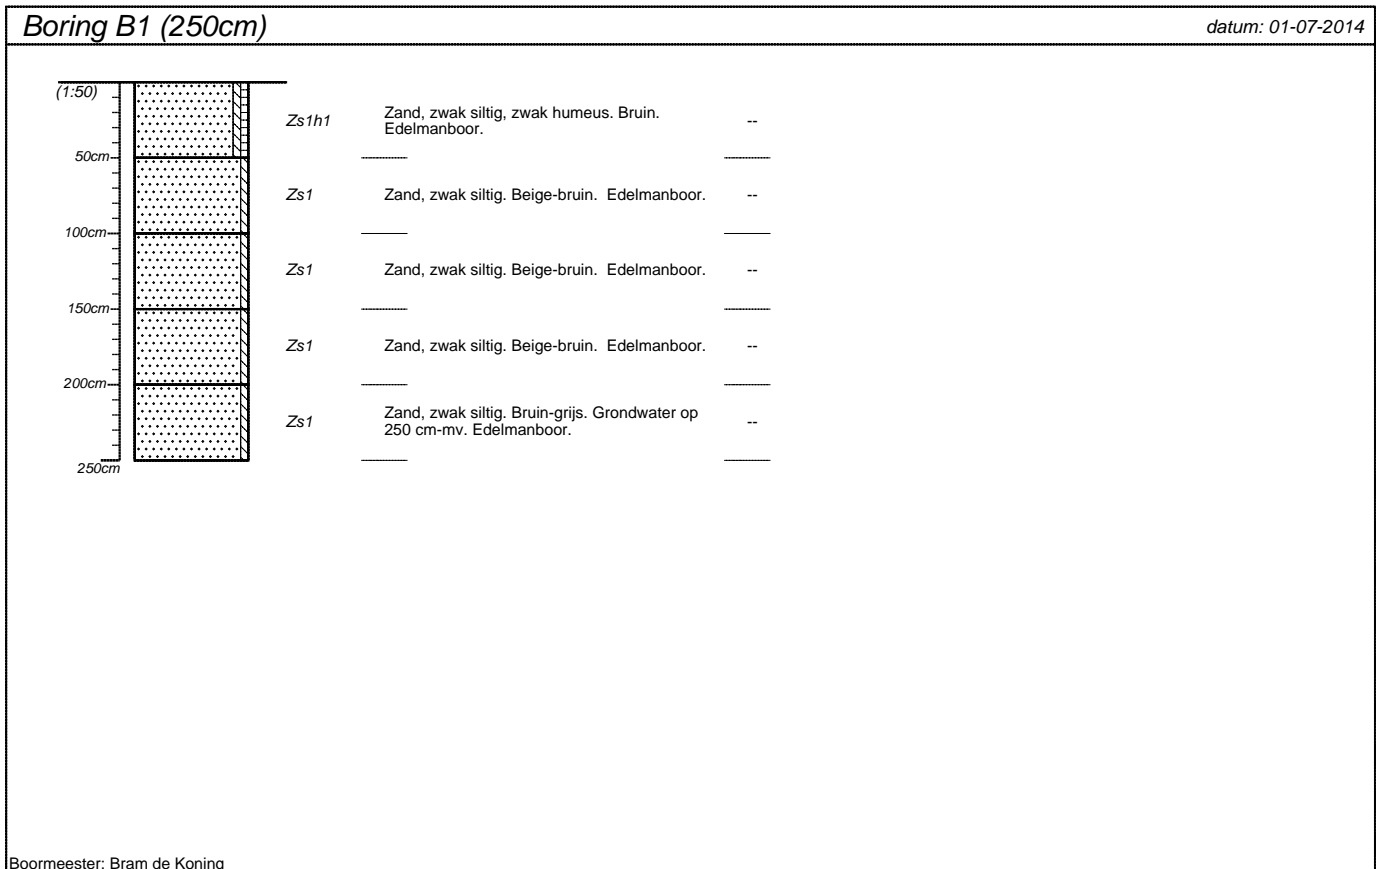 Boring B1 (250cm)
datum: 01-07-2014
(1:50)
Zs1h1
Zand, zwak siltig, zwak humeus. Bruin.
Edelmanboor.
--
50cm
Zs1
Zand, zwak siltig. Beige-bruin. Edelmanboor.
--
100cm
Zs1
Zand, zwak siltig. Beige-bruin. Edelmanboor.
--
150cm
Zs1
Zand, zwak siltig. Beige-bruin. Edelmanboor.
--
200cm
Zs1
Zand, zwak siltig. Bruin-grijs. Grondwater op
250 cm-mv. Edelmanboor.
--
250cm
Boormeester: Bram de Koning